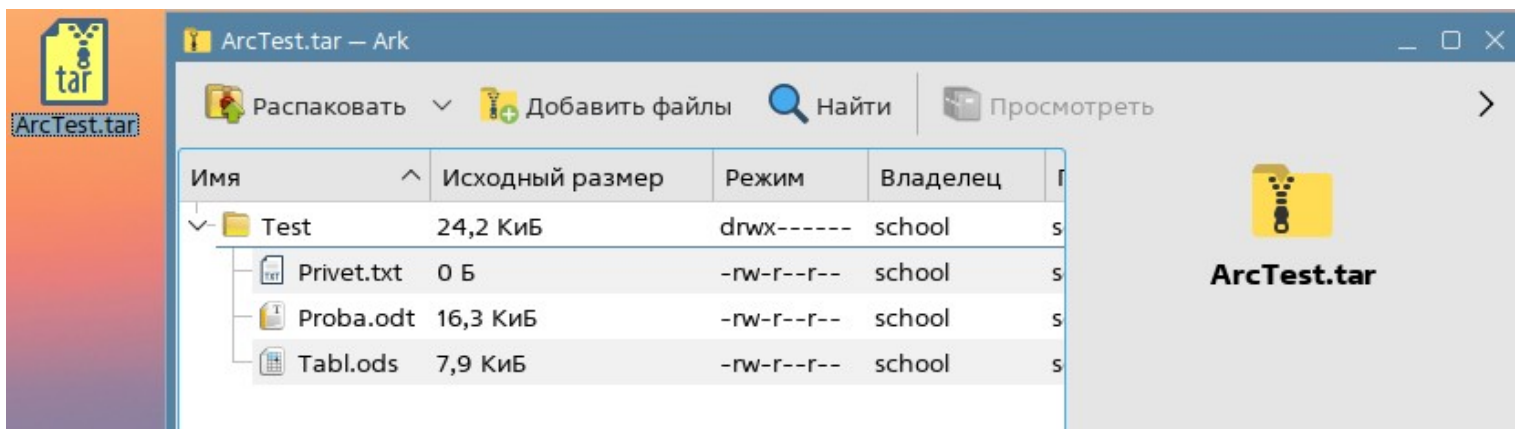 tar
ArcTest.tar
ArcTest.tar — Ark
Распаковать Добавить файлы Найти Просмотреть
Имя Исходный размер Режим Владелец
Test 24,2 КиБ drwx------ school
Privet.txt 0 Б -rw-r--r-- school
Proba.odt 16,3 КиБ -rw-r--r-- school
Tabl.ods 7,9 КиБ -rw-r--r-- school
ArcTest.tar